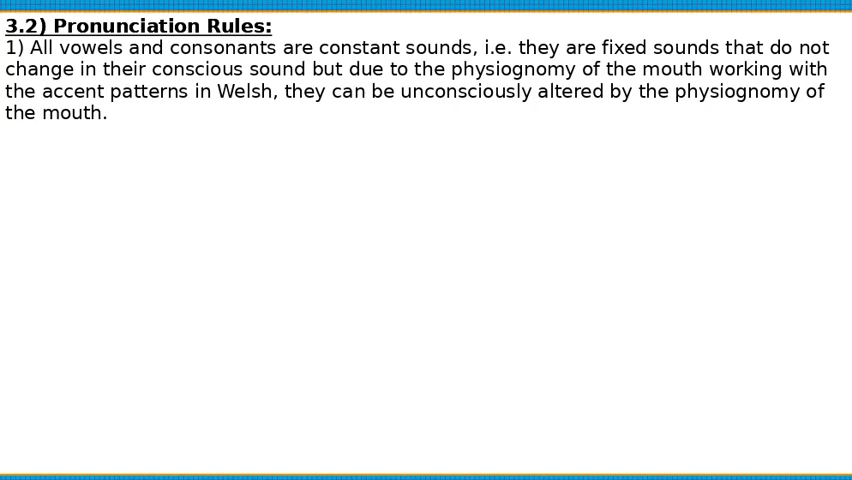 3.2) Pronunciation Rules:
1) All vowels and consonants are constant sounds, i.e. they are fixed sounds that do not
change in their conscious sound but due to the physiognomy of the mouth working with
the accent patterns in Welsh, they can be unconsciously altered by the physiognomy of
the mouth.